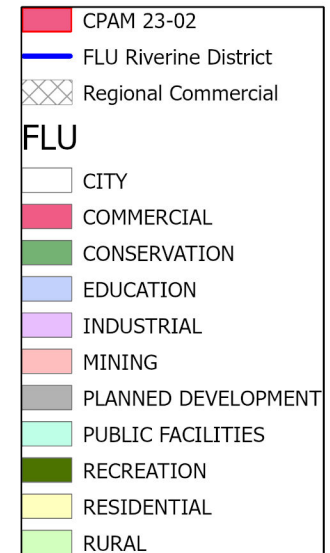 CPAM 23-02
FLU Riverine District
Regional Commercial
FLU
CITY
COMMERCIAL
CONSERVATION
EDUCATION
INDUSTRIAL
MINING
PLANNED DEVELOPMENT
PUBLIC FACILITIES
RECREATION
RESIDENTIAL
RURAL